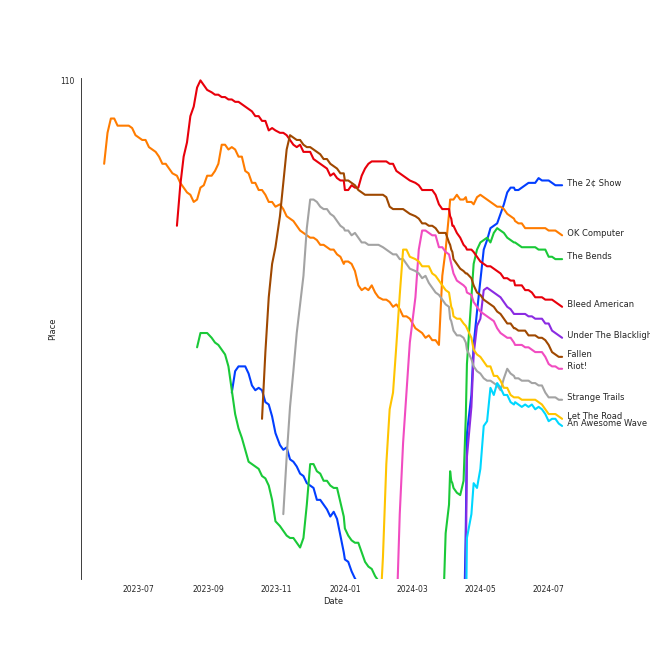 110
The 2¢ Show
OK Computer
The Bends
Bleed American
Place
Under The Blackligh
Fallen
Riot!
Strange Trails
Let The Road
An Awesome Wave
2023-07
2023-09
2023-11
2024-01
2024-03
2024-05
2024-07
Date